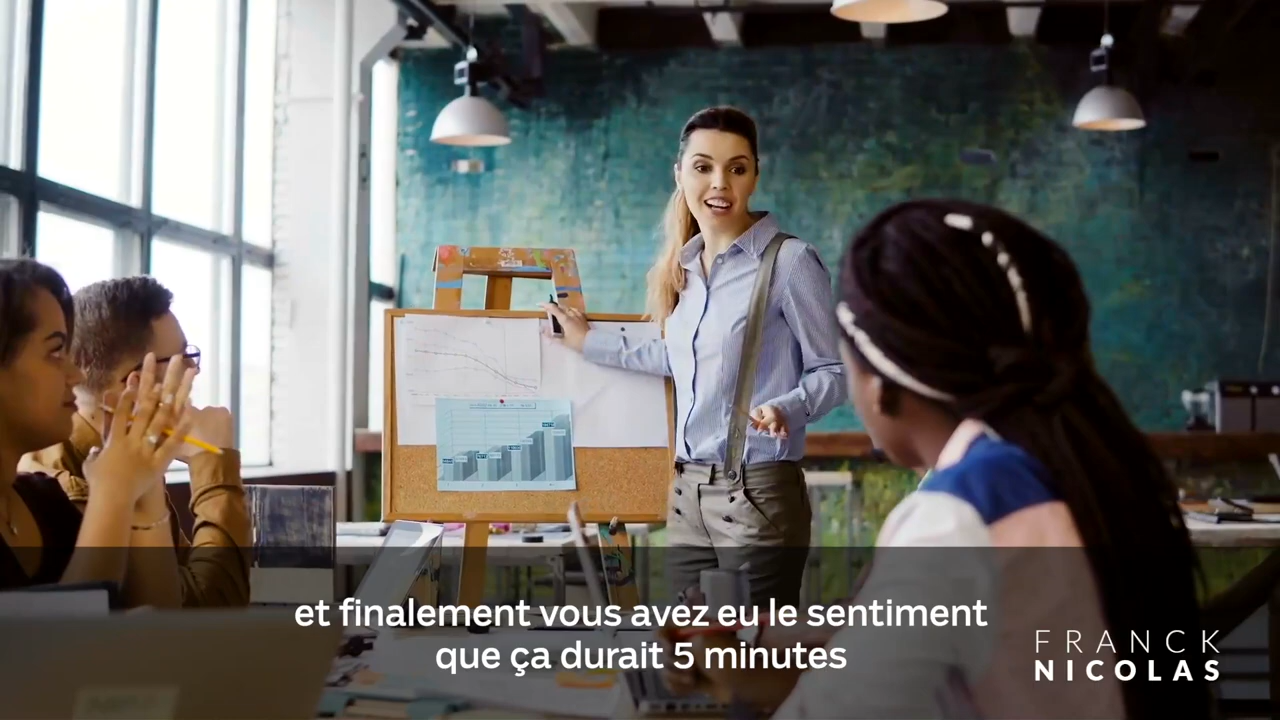 et finalement vous avez eu le sentiment
que ça durait 5 minutes
FRANCK
NICOLAS